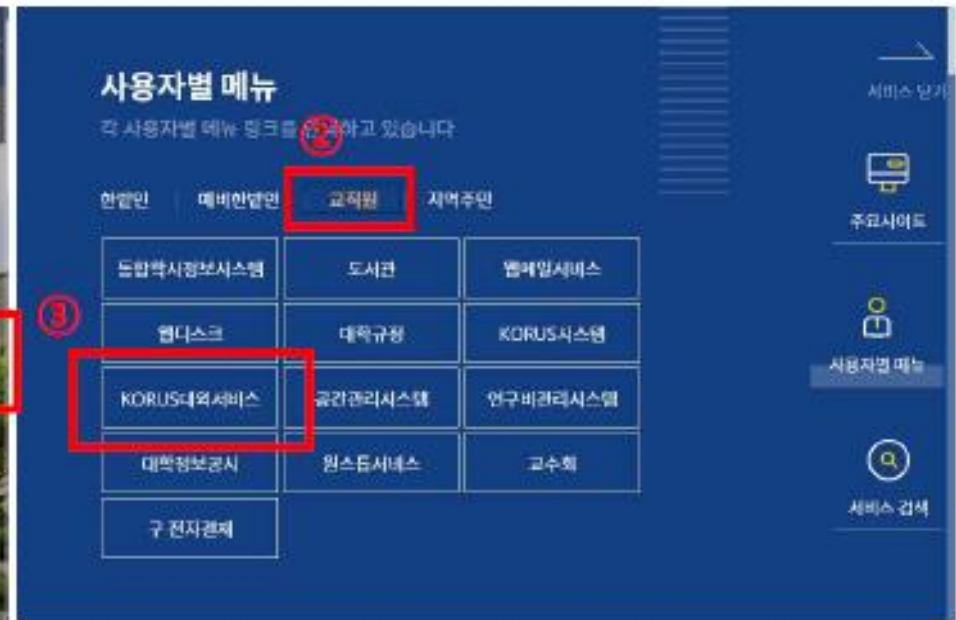 사용자별 메뉴
각 사용자별 메뉴 링크를 하고 있습니다
②
한밭인 예비한밭인 교직원 지역주민
통합학사정보시스템 도서관 웹메일서비스
③
웹디스크 대학규정 KORUS시스템
KORUS대외서비스 공간관리시스템 연구비관리시스템
대학정보공시 원스톱서비스 교수회
구 전자결재
서비스 닫기
주요사이트
사용자별 메뉴
서비스 검색